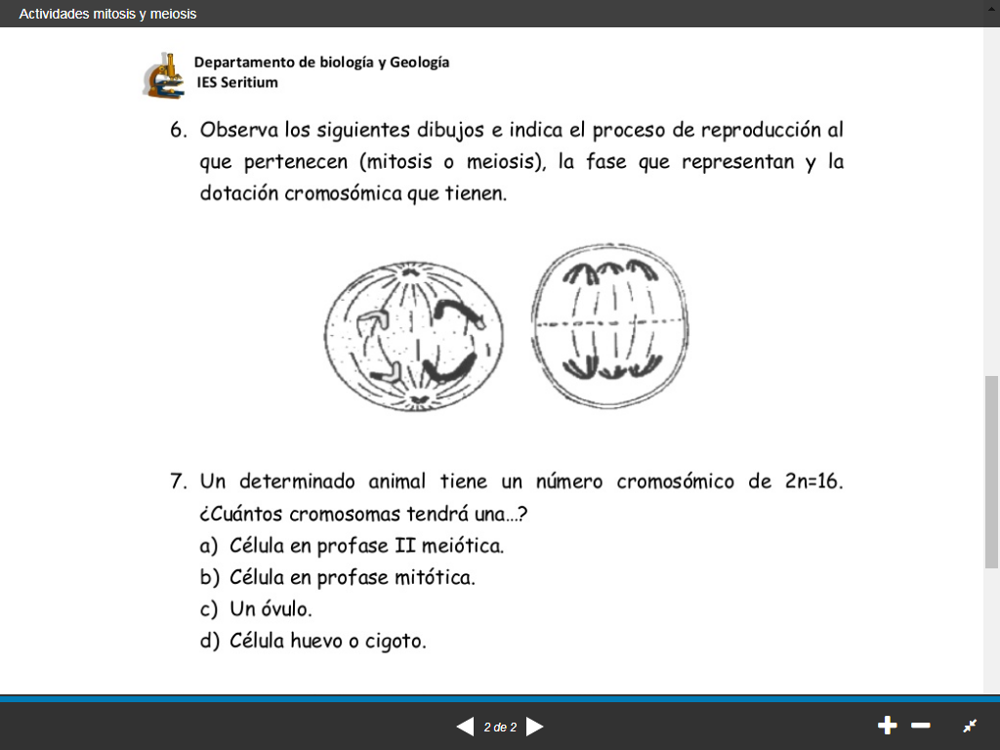 Actividades mitosis y meiosis
Departamento de biología y Geología
IES Seritium
6. Observa los siguientes dibujos e indica el proceso de reproducción al
que pertenecen (mitosis o meiosis), la fase que representan y la
dotación cromosómica que tienen.
7. Un determinado animal tiene un número cromosómico de 2n=16.
¿Cuántos cromosomas tendrá una...?
a) Célula en profase II meiótica.
b) Célula en profase mitótica.
c) Un óvulo.
d) Célula huevo o cigoto.
2 de 2